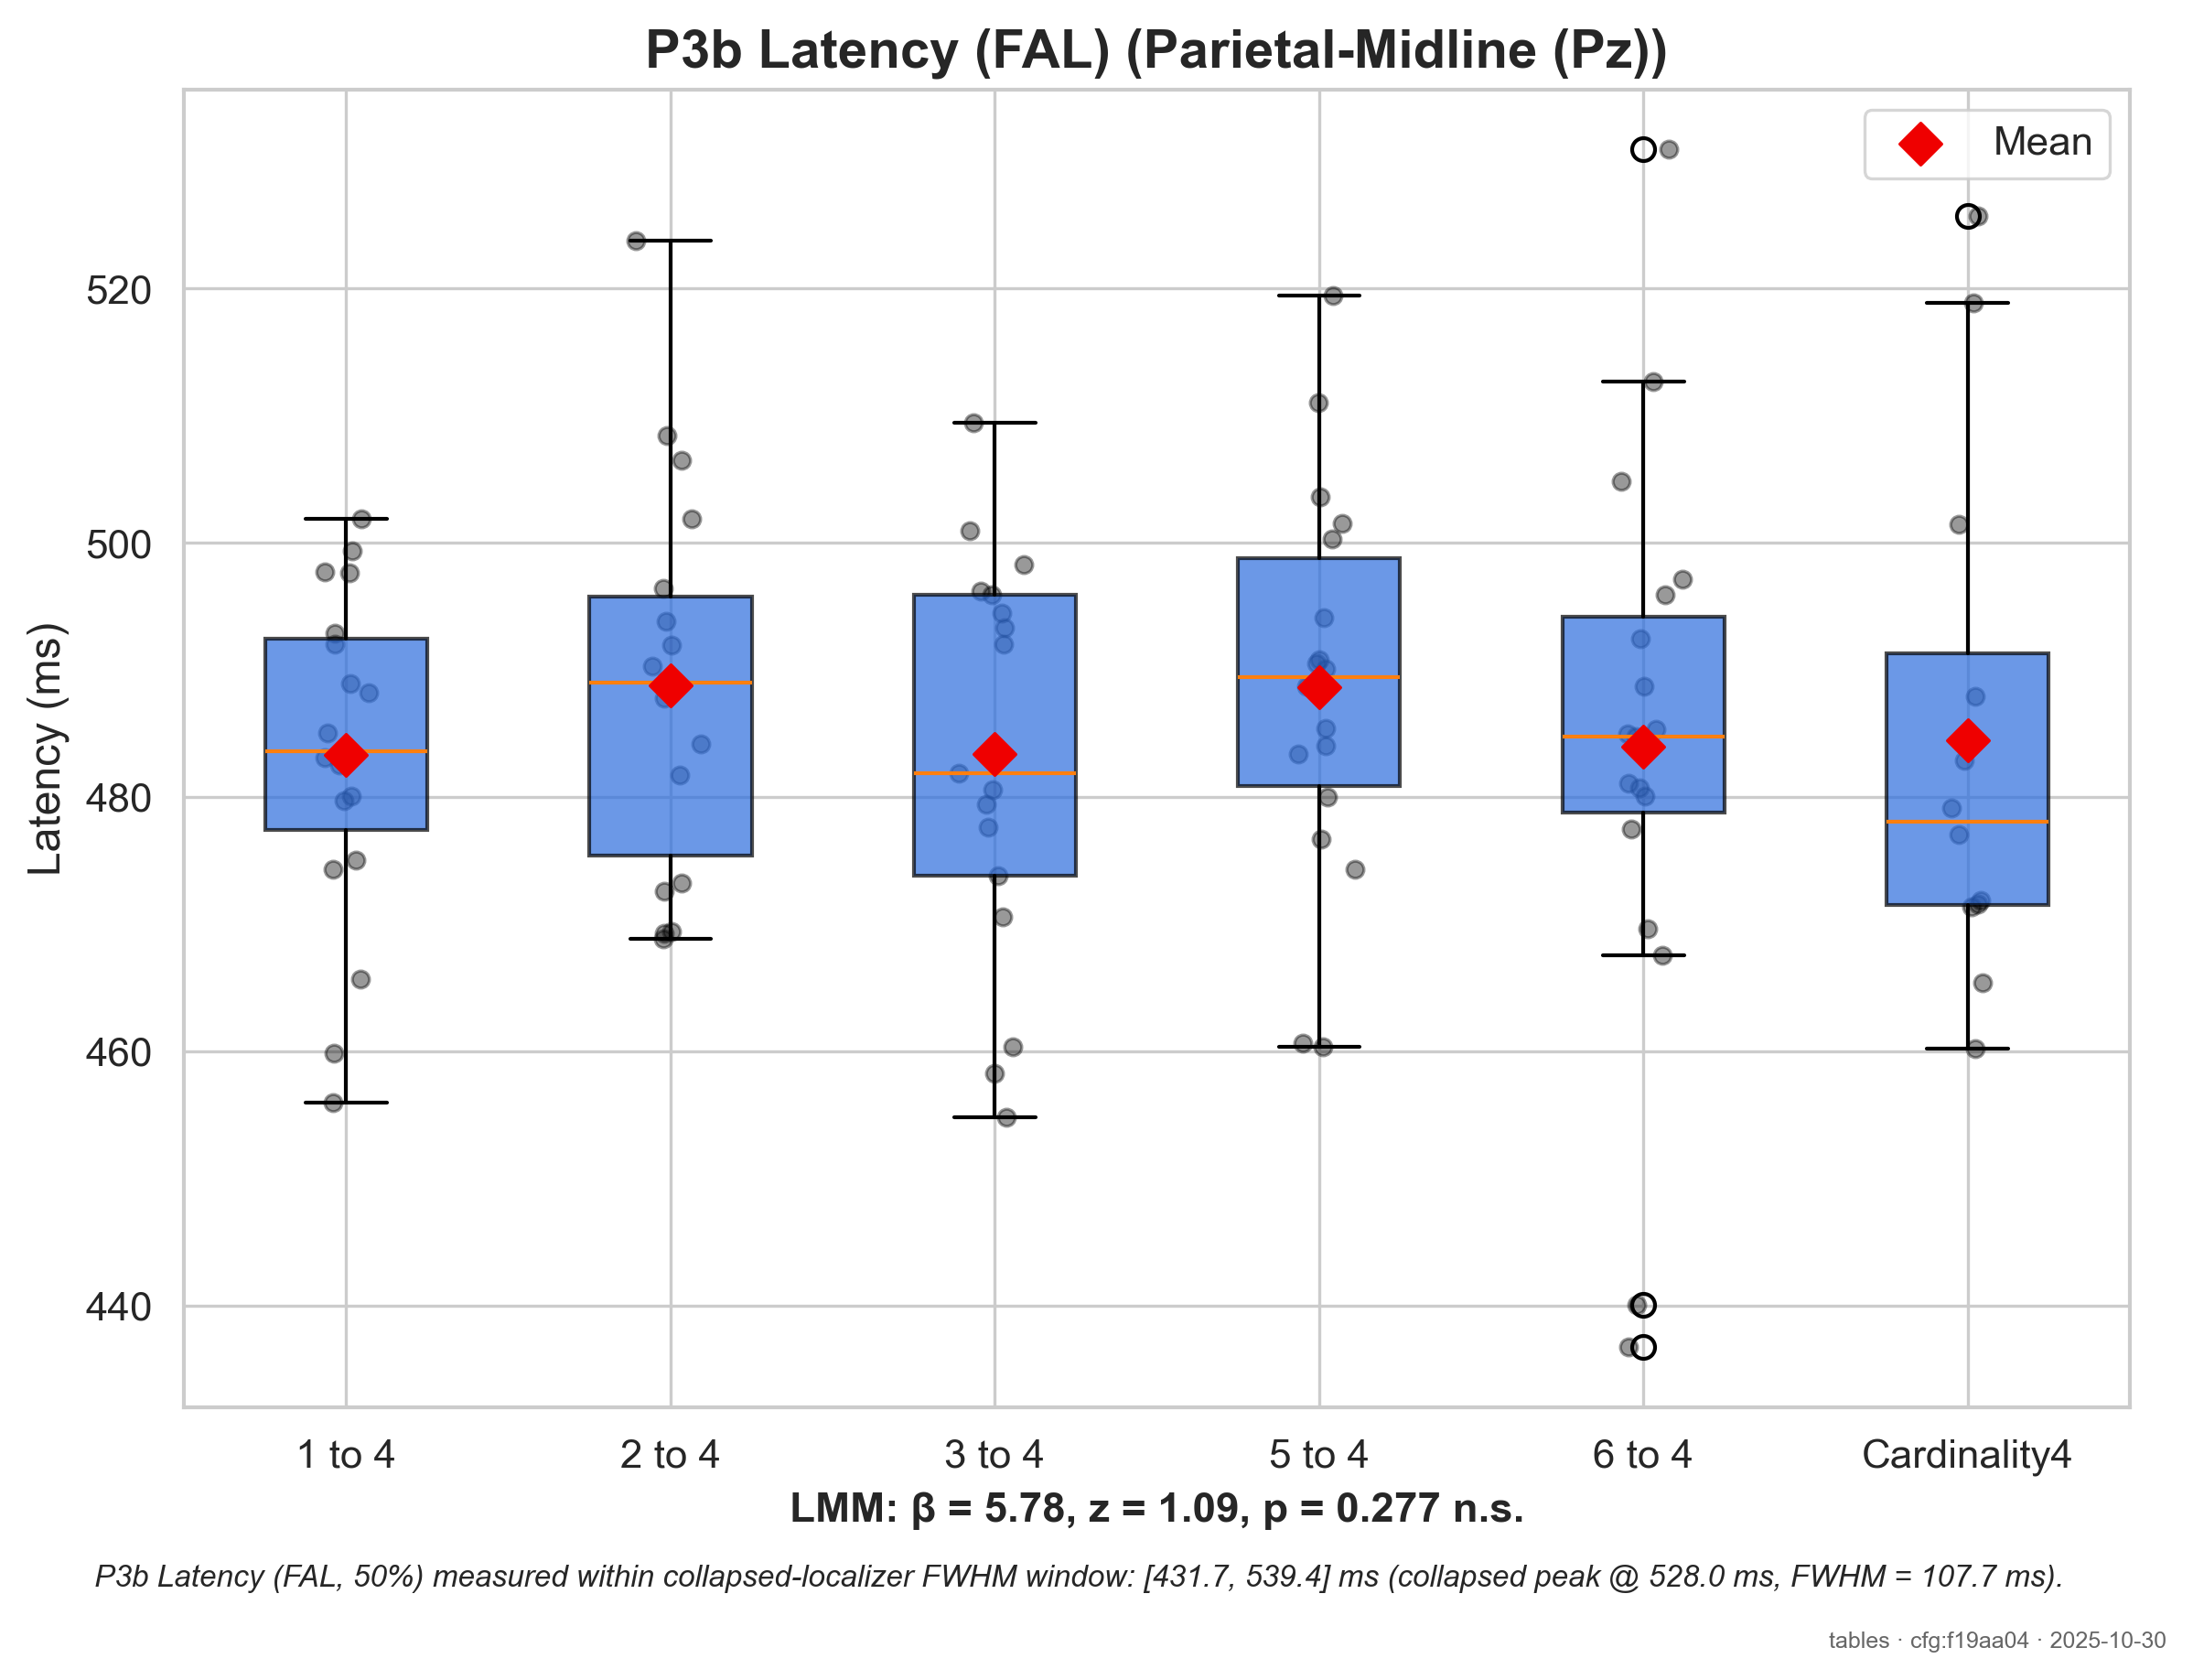 P3b Latency (FAL) (Parietal-Midline (Pz))
Mean
Latency (ms)
520
500
480
460
440
1 to 4
2 to 4
3 to 4
5 to 4
6 to 4
Cardinality4
LMM: β = 5.78, z = 1.09, p = 0.277 n.s.
P3b Latency (FAL, 50%) measured within collapsed-localizer FWHM window: [431.7, 539.4] ms (collapsed peak @ 528.0 ms, FWHM = 107.7 ms).
tables · cfg:f19aa04 · 2025-10-30